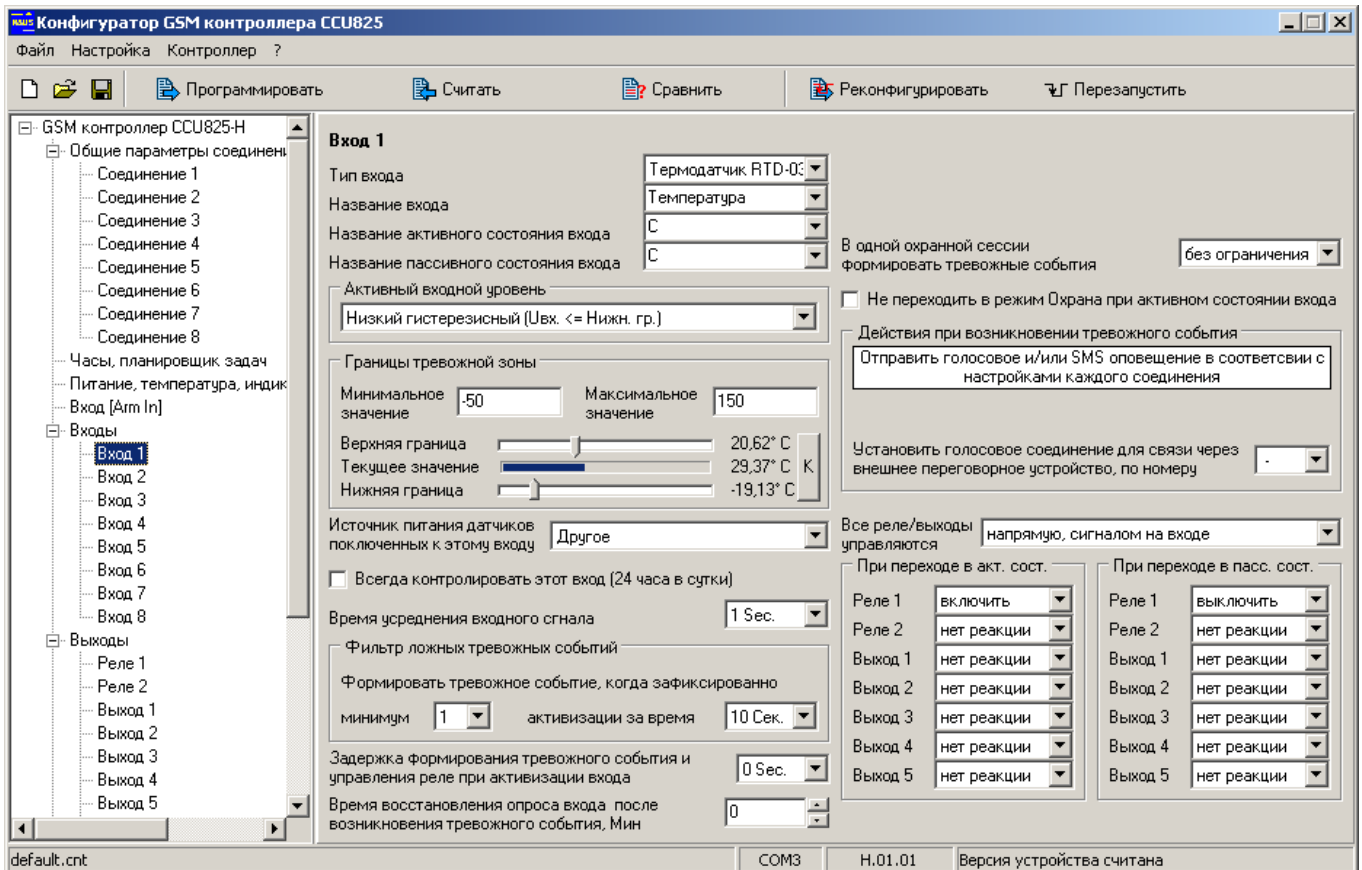 Конфигуратор GSM контроллера CCU825
Файл Настройка Контроллер ?
Программировать Считать Сравнить Реконфигурировать Перезапустить
GSM контроллер CCU825-H
Общие параметры соединени
Соединение 1
Соединение 2
Соединение 3
Соединение 4
Соединение 5
Соединение 6
Соединение 7
Соединение 8
Часы, планировщик задач
Питание, температура, индик
Вход [Arm In]
Входы
Вход 1
Вход 2
Вход 3
Вход 4
Вход 5
Вход 6
Вход 7
Вход 8
Выходы
Реле 1
Реле 2
Выход 1
Выход 2
Выход 3
Выход 4
Выход 5
Вход 1
Тип входа Термодатчик RTD-03
Название входа Температура
Название активного состояния входа C
Название пассивного состояния входа C
Активный входной уровень
Низкий гистерезисный (Uвх. <= Нижн. гр.)
Границы тревожной зоны
Минимальное значение -50 Максимальное значение 150
Верхняя граница 20,62° C
Текущее значение 29,37° C K
Нижняя граница -19,13° C
Источник питания датчиков
поключенных к этому входу Другое
Всегда контролировать этот вход (24 часа в сутки)
Время усреднения входного сгнала 1 Sec.
Фильтр ложных тревожных событий
Формировать тревожное событие, когда зафиксированно
минимум 1 активизации за время 10 Сек.
Задержка формирования тревожного события и
управления реле при активизации входа 0 Sec.
Время восстановления опроса входа после
возникновения тревожного события, Мин 0
В одной охранной сессии
формировать тревожные события без ограничения
Не переходить в режим Охрана при активном состоянии входа
Действия при возникновении тревожного события
Отправить голосовое и/или SMS оповещение в соответсвии с
настройками каждого соединения
Установить голосовое соединение для связи через
внешнее переговорное устройство, по номеру -
Все реле/выходы
управляются напрямую, сигналом на входе
При переходе в акт. сост.
Реле 1 включить
Реле 2 нет реакции
Выход 1 нет реакции
Выход 2 нет реакции
Выход 3 нет реакции
Выход 4 нет реакции
Выход 5 нет реакции
При переходе в пасс. сост.
Реле 1 выключить
Реле 2 нет реакции
Выход 1 нет реакции
Выход 2 нет реакции
Выход 3 нет реакции
Выход 4 нет реакции
Выход 5 нет реакции
default.cnt COM3 H.01.01 Версия устройства считана